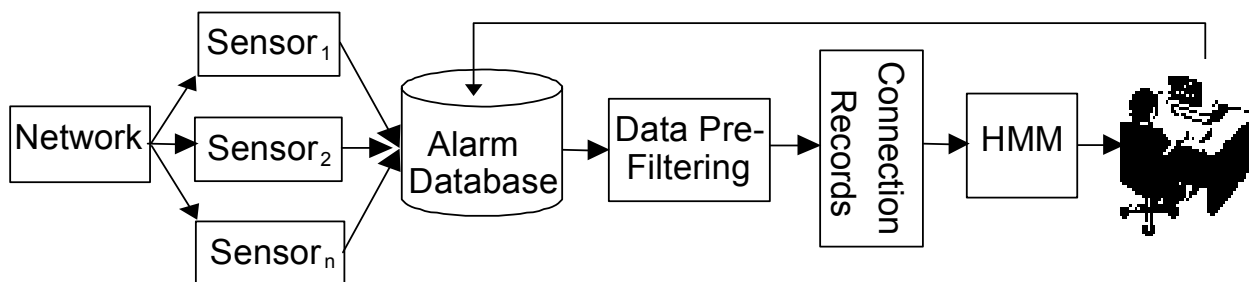 Network
Sensor1
Sensor2
Sensorn
Alarm
Database
Data Pre-
Filtering
Connection
Records
HMM